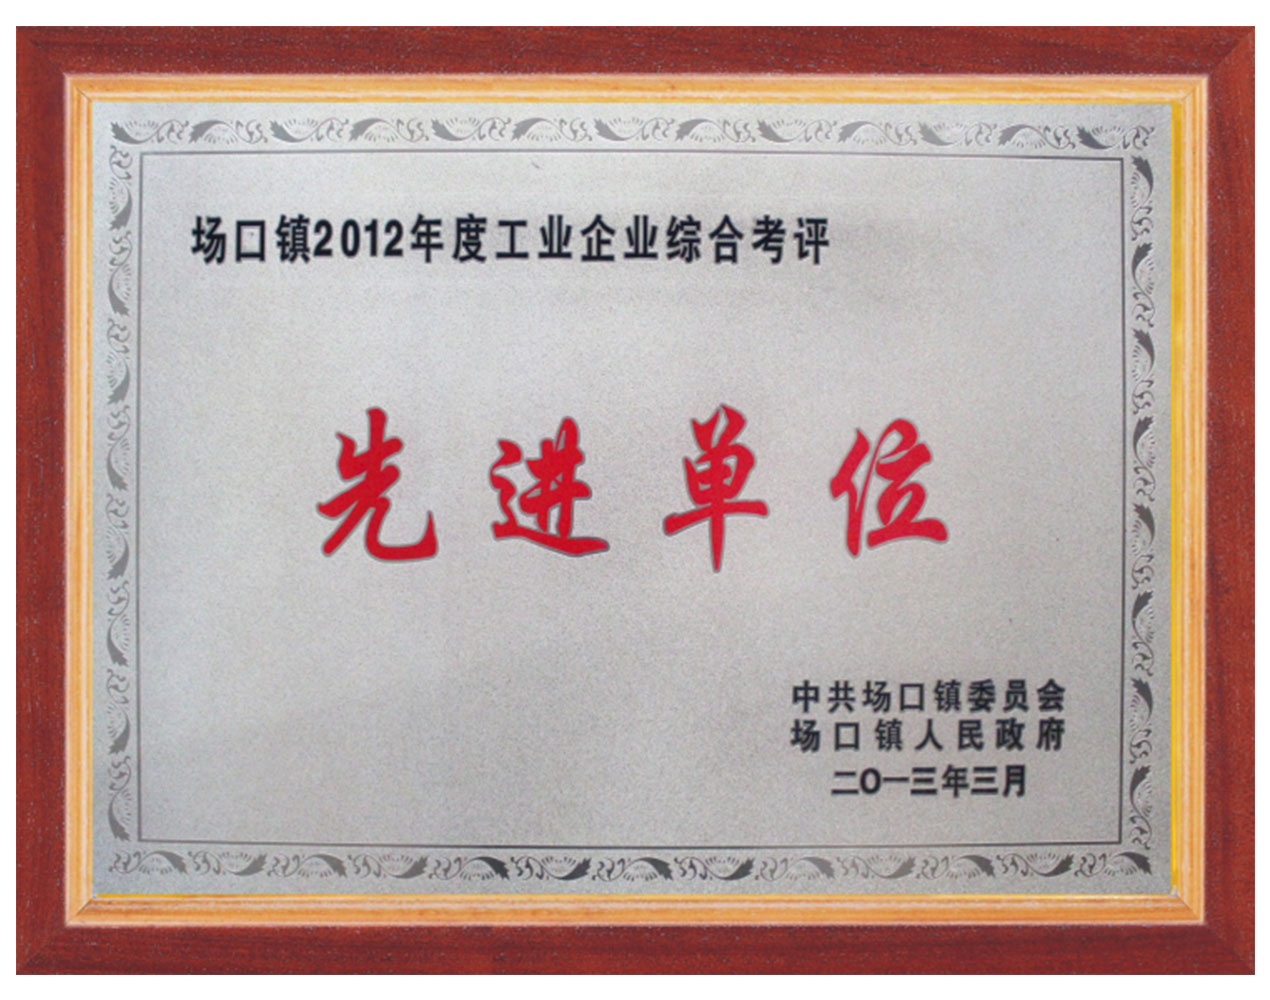 场口镇2012年度工业企业综合考评
先进单位
中共场口镇委员会
场口镇人民政府
二〇一三年三月